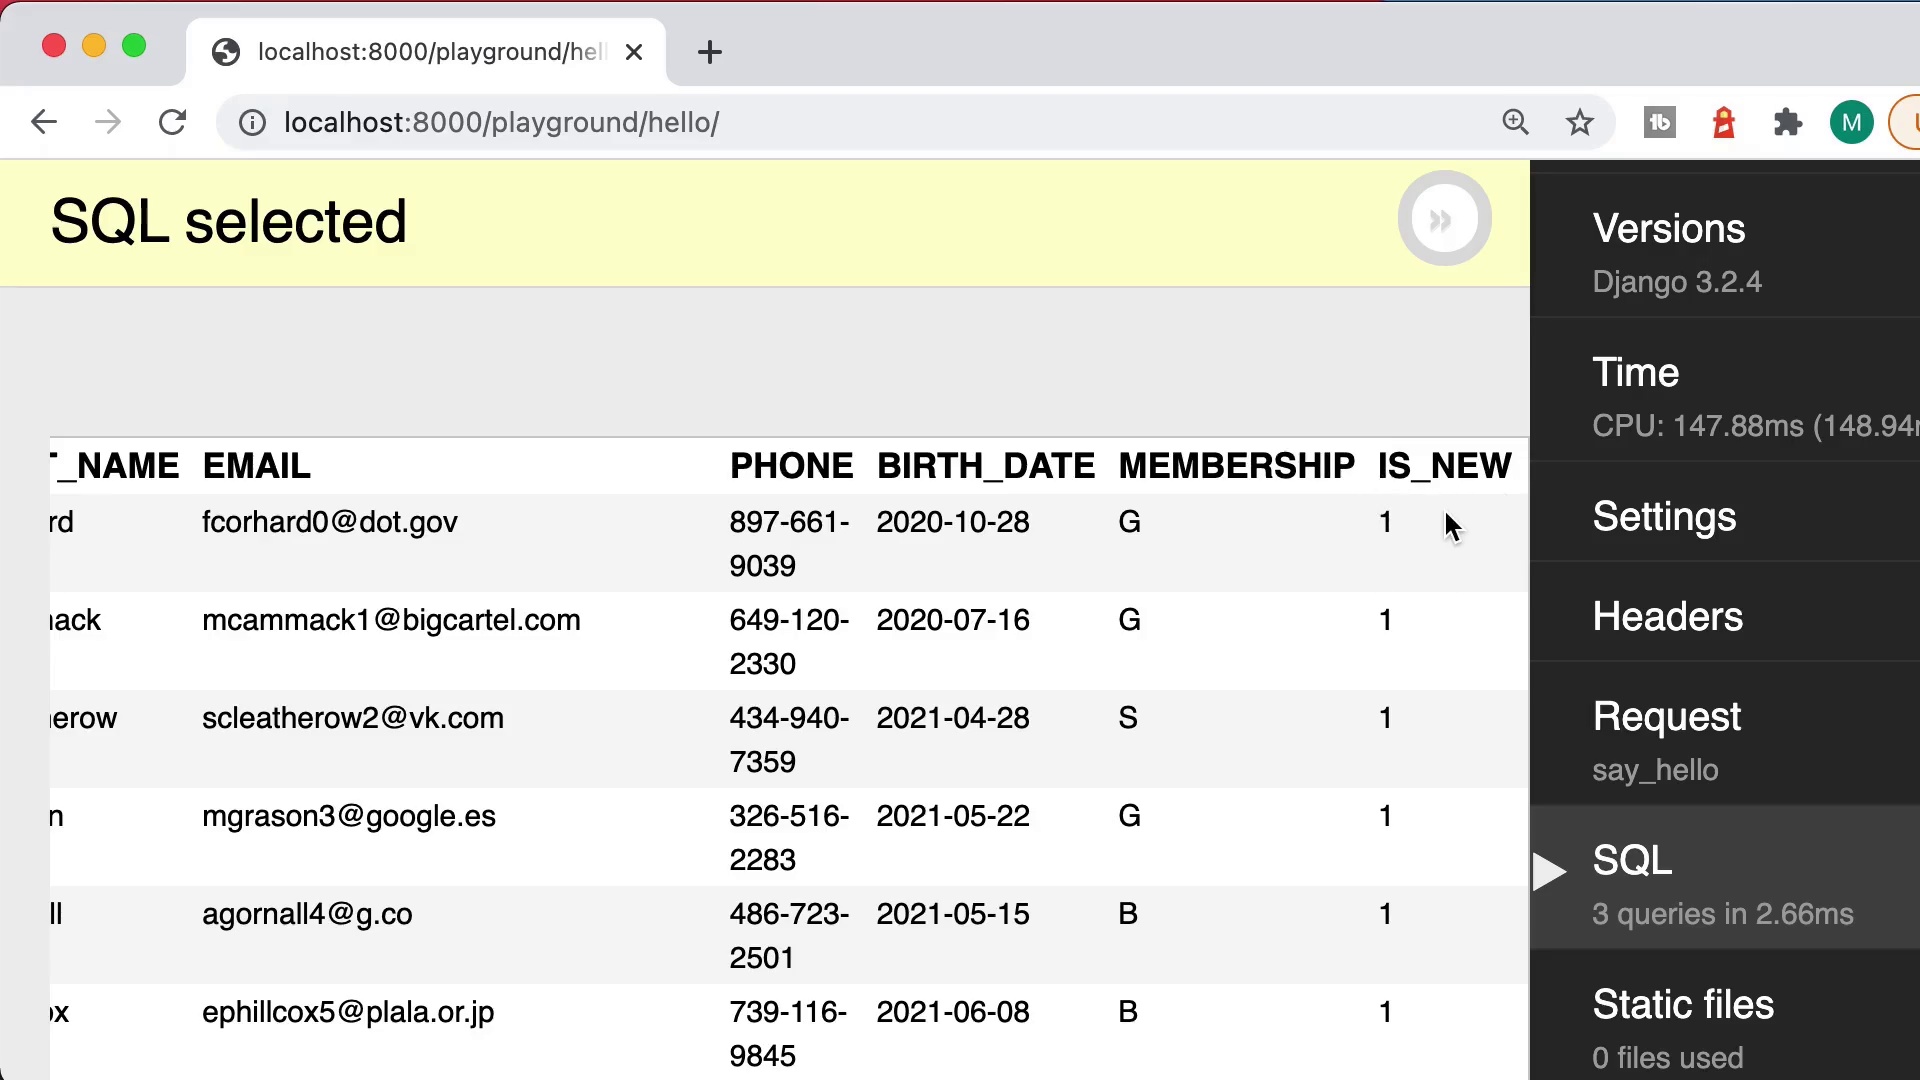 localhost:8000/playground/hell
localhost:8000/playground/hello/
M
SQL selected
»
T_NAME EMAIL PHONE BIRTH_DATE MEMBERSHIP IS_NEW
rd fcorhard0@dot.gov 897-661-9039 2020-10-28 G 1
ack mcammack1@bigcartel.com 649-120-2330 2020-07-16 G 1
erow scleatherow2@vk.com 434-940-7359 2021-04-28 S 1
n mgrason3@google.es 326-516-2283 2021-05-22 G 1
ll agornall4@g.co 486-723-2501 2021-05-15 B 1
ox ephillcox5@plala.or.jp 739-116-9845 2021-06-08 B 1
Versions
Django 3.2.4
Time
CPU: 147.88ms (148.94
Settings
Headers
Request
say_hello
SQL
3 queries in 2.66ms
Static files
0 files used